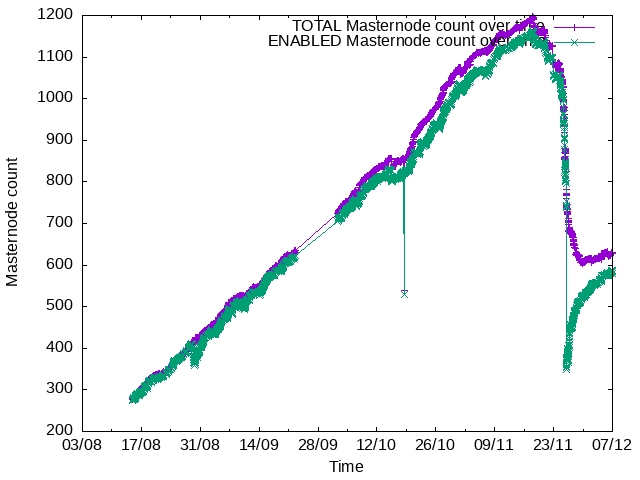 TOTAL Masternode count over time
ENABLED Masternode count over time
1200
1100
1000
900
800
700
600
500
400
300
200
Masternode count
03/08 17/08 31/08 14/09 28/09 12/10 26/10 09/11 23/11 07/12
Time